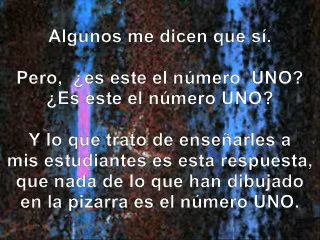 Algunos me dicen que sí.
Pero,  ¿es este el número  UNO?
¿Es este el número UNO?
Y lo que trato de enseñarles a
mis estudiantes es esta respuesta,
que nada de lo que han dibujado
en la pizarra es el número UNO.